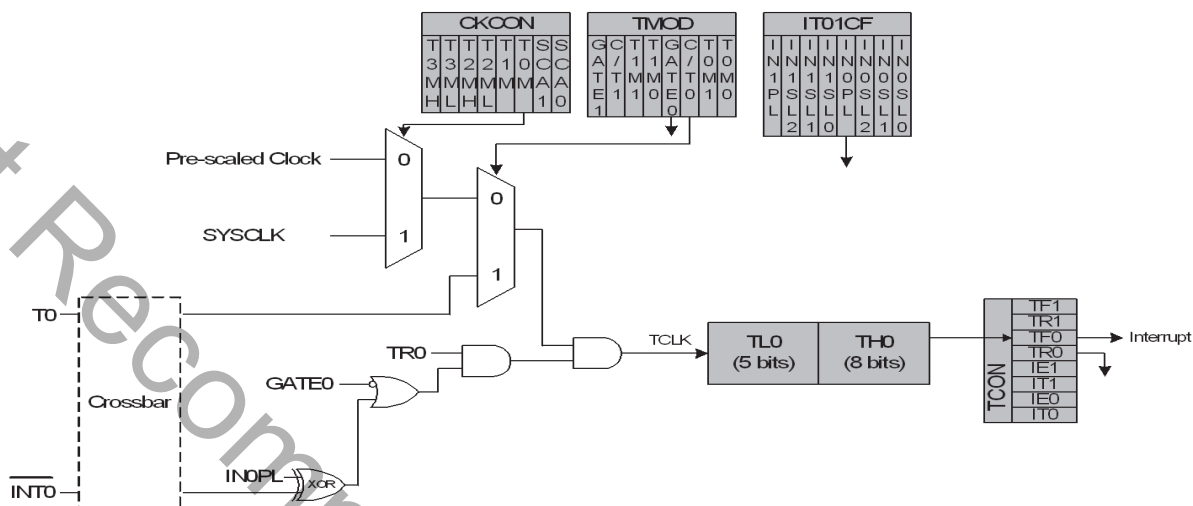 CKCON
T3MH
T3ML
T2MH
T2ML
T1M
T0M
SCA1
SCA0
TMOD
GATE1
C/T1
T1M1
T1M0
GATE0
C/T0
T0M1
T0M0
IT01CF
IN1PL
IN1SL2
IN1SL1
IN1SL0
IN0PL
IN0SL2
IN0SL1
IN0SL0
Pre-scaled Clock
0
SYSCLK
1
0
1
T0
Crossbar
INT0
TR0
GATE0
IN0PL
XOR
TCLK
TL0
(5 bits)
TH0
(8 bits)
TCON
TF1
TR1
TF0
TR0
IE1
IT1
IE0
IT0
Interrupt
t Recom